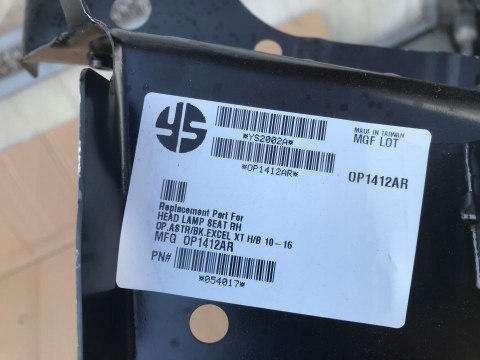 YS
*YS2002A*
MADE IN TAIWAN
MGF LOT
*OP1412AR*
OP1412AR
Replacement Part For
HEAD LAMP SEAT RH
OP.ASTR/BK.EXCEL XT H/B 10-16
MFG OP1412AR
PN#
*054017*